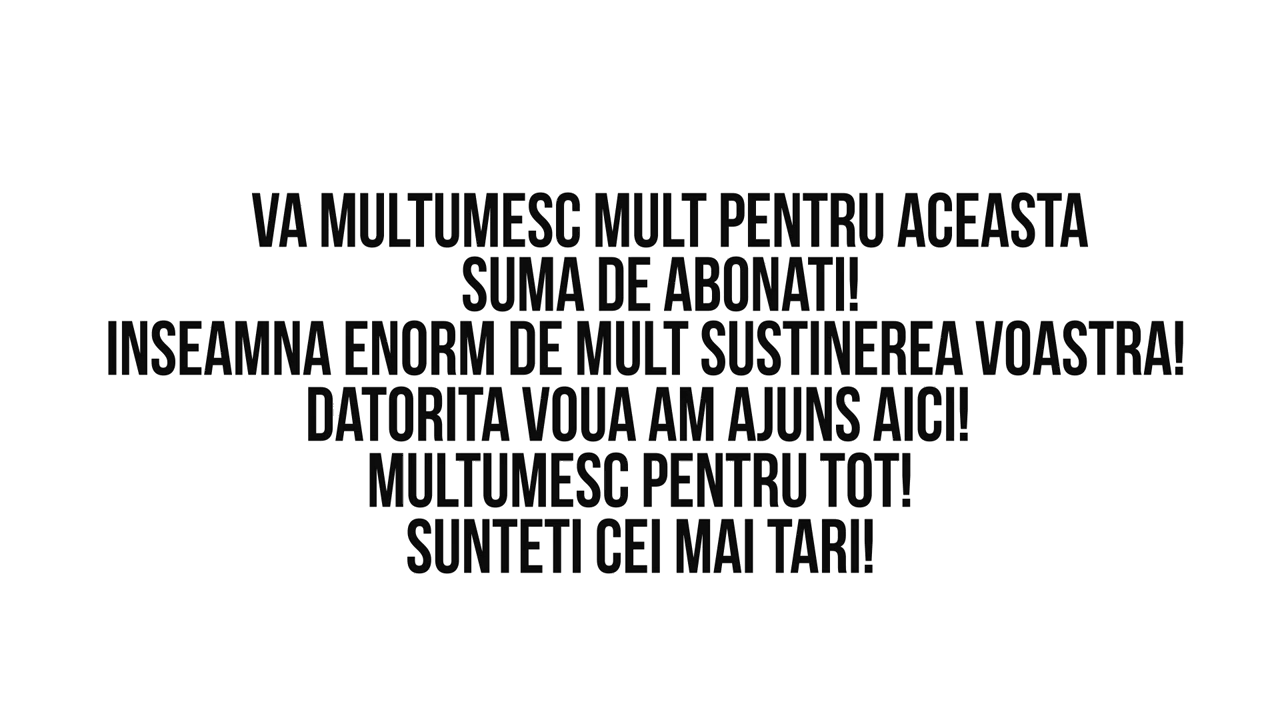 VA MULTUMESC MULT PENTRU ACEASTA
SUMA DE ABONATI!
INSEAMNA ENORM DE MULT SUSTINEREA VOASTRA!
DATORITA VOUA AM AJUNS AICI!
MULTUMESC PENTRU TOT!
SUNTETI CEI MAI TARI!